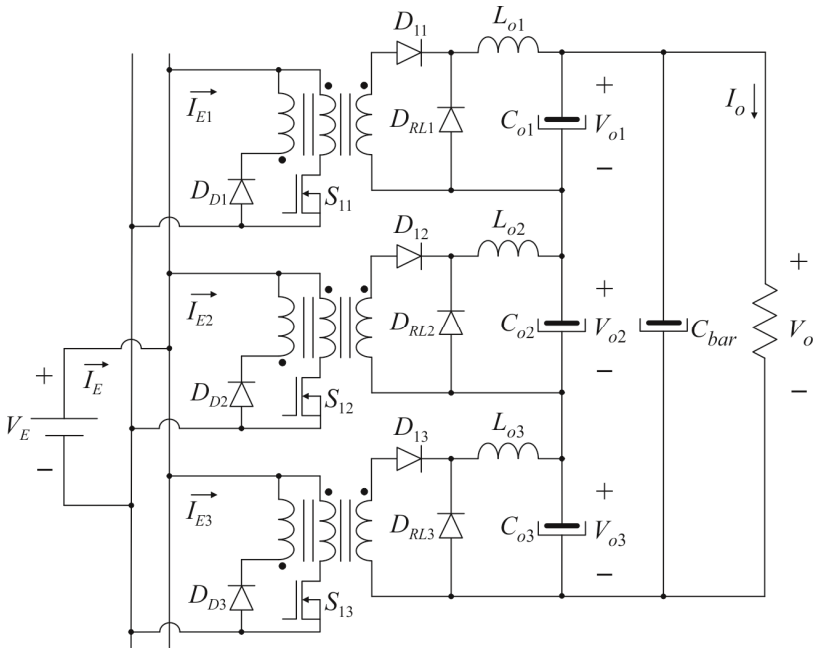 D11
Lo1
IE1
DRL1
Co1
+
Vo1
−
Io
DD1
S11
D12
Lo2
IE2
DRL2
Co2
+
Vo2
−
Cbar
+
Vo
−
+
IE
VE
−
DD2
S12
D13
Lo3
IE3
DRL3
Co3
+
Vo3
−
DD3
S13